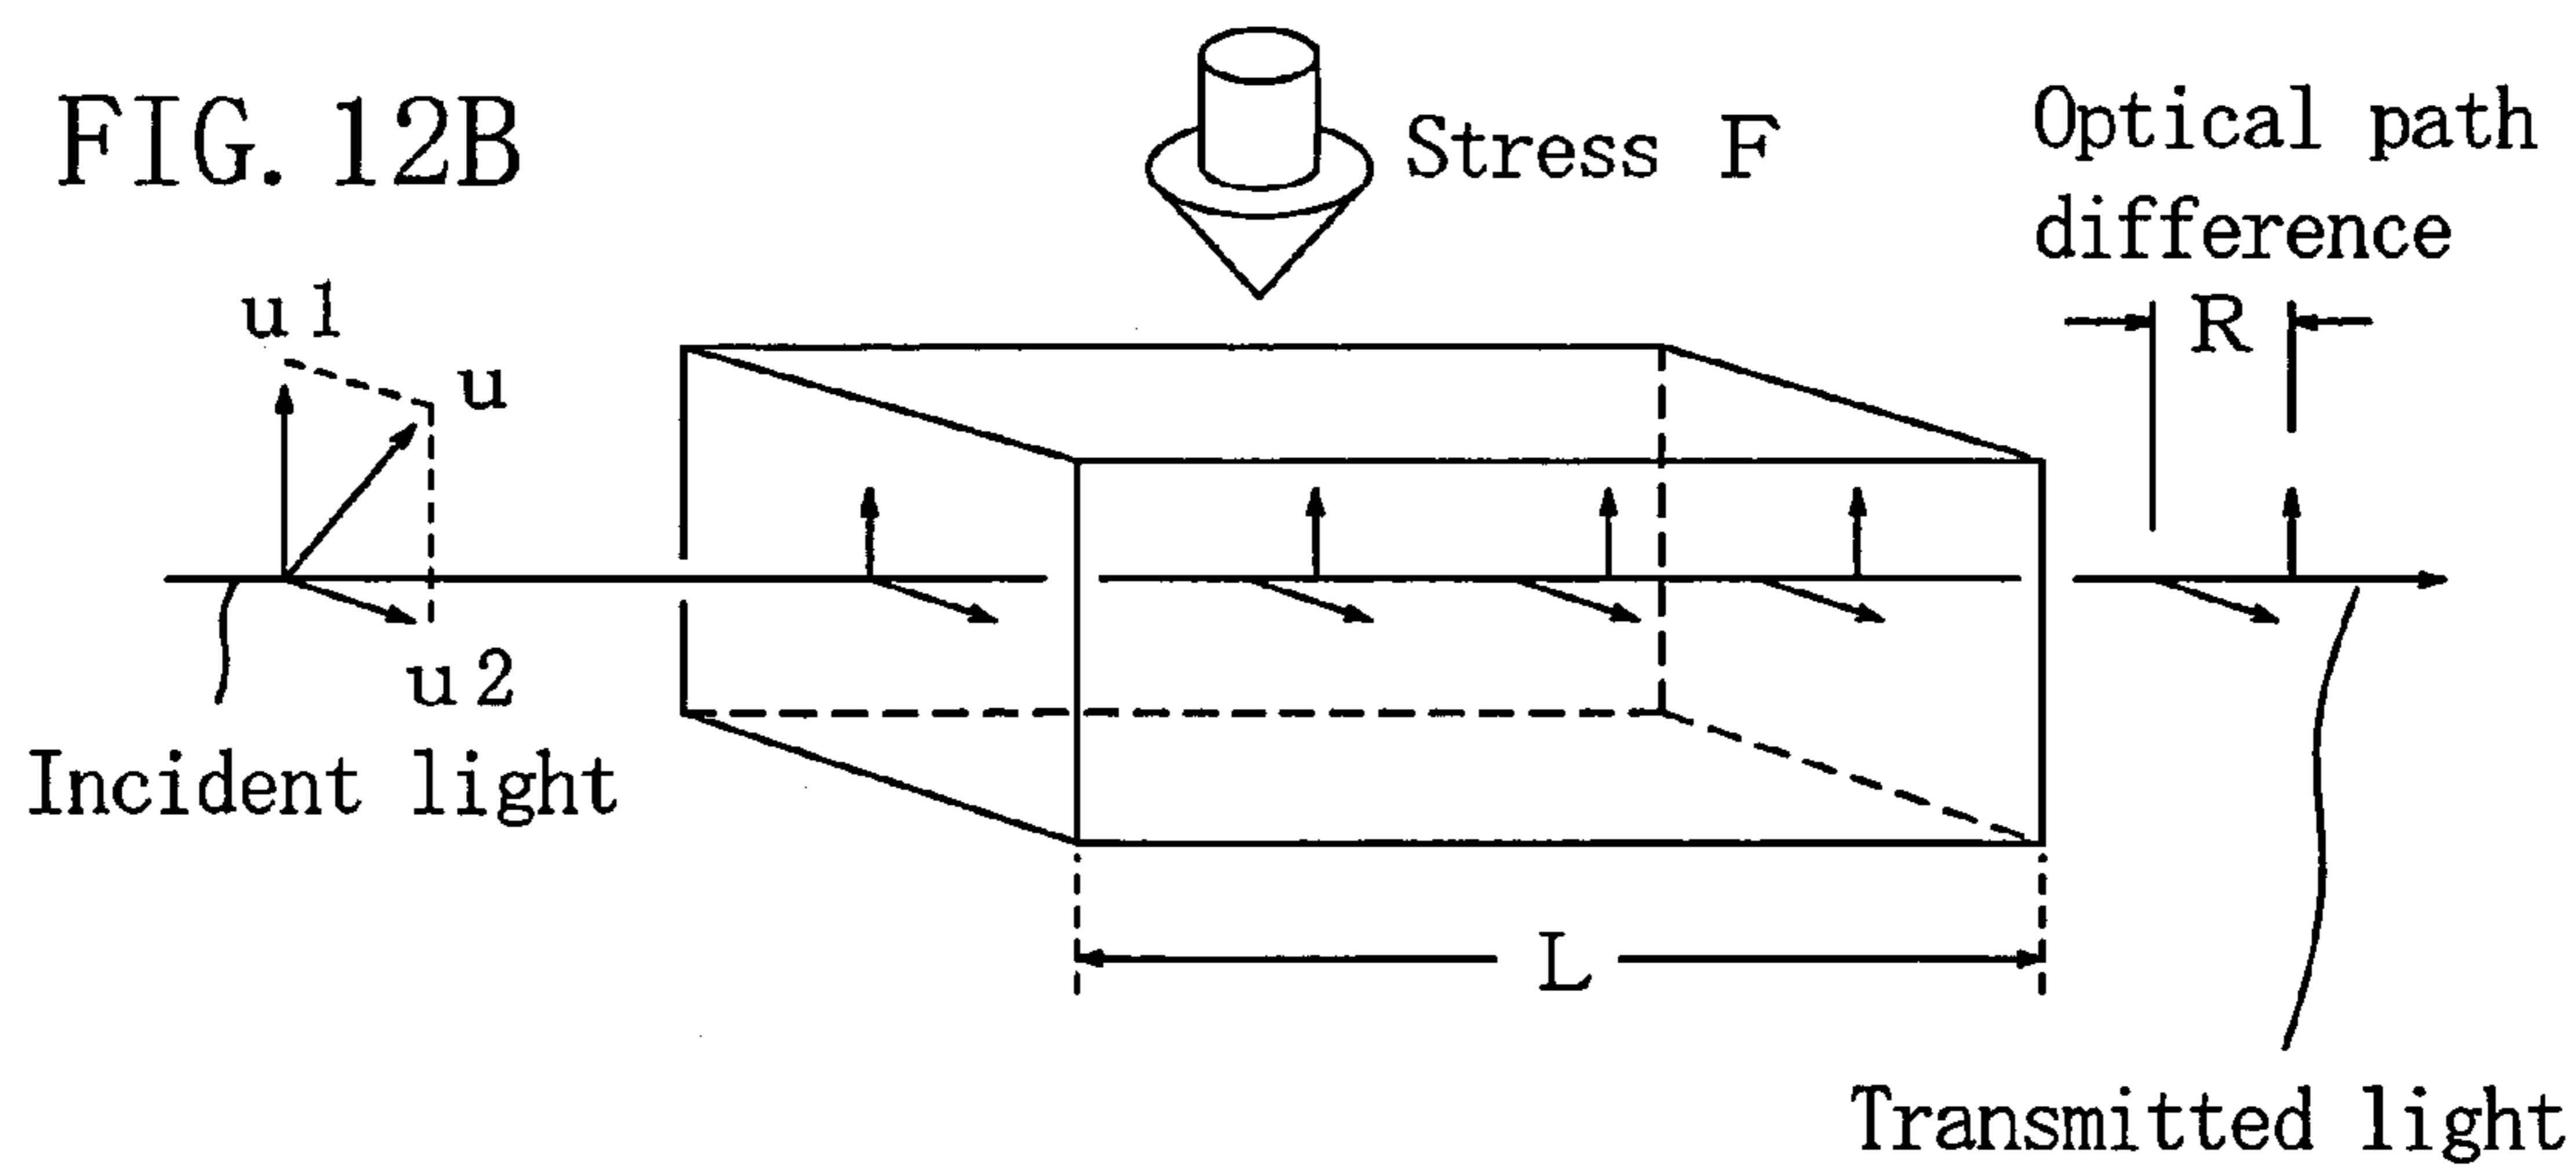 FIG. 12B
Stress F
Optical path
difference
R
u1
u
u2
Incident light
L
Transmitted light